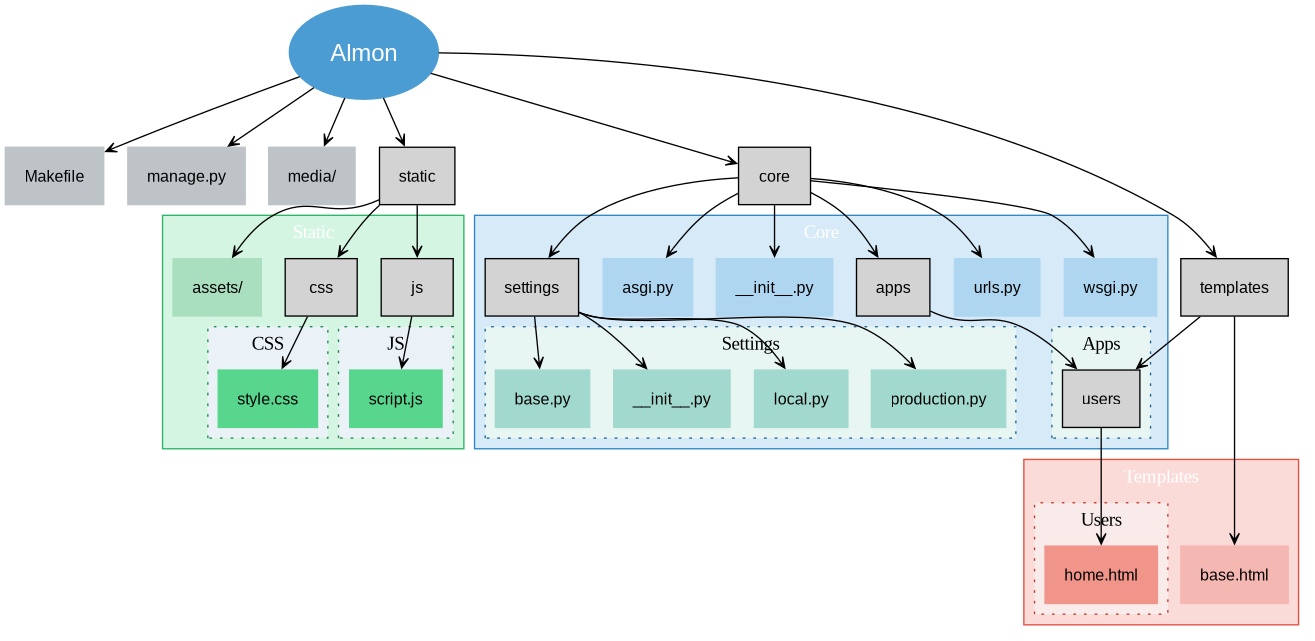 Almon
Makefile
manage.py
media/
static
core
Static
Core
assets/
css
js
settings
asgi.py
__init__.py
apps
urls.py
wsgi.py
templates
CSS
JS
Settings
Apps
style.css
script.js
base.py
__init__.py
local.py
production.py
users
Templates
Users
home.html
base.html